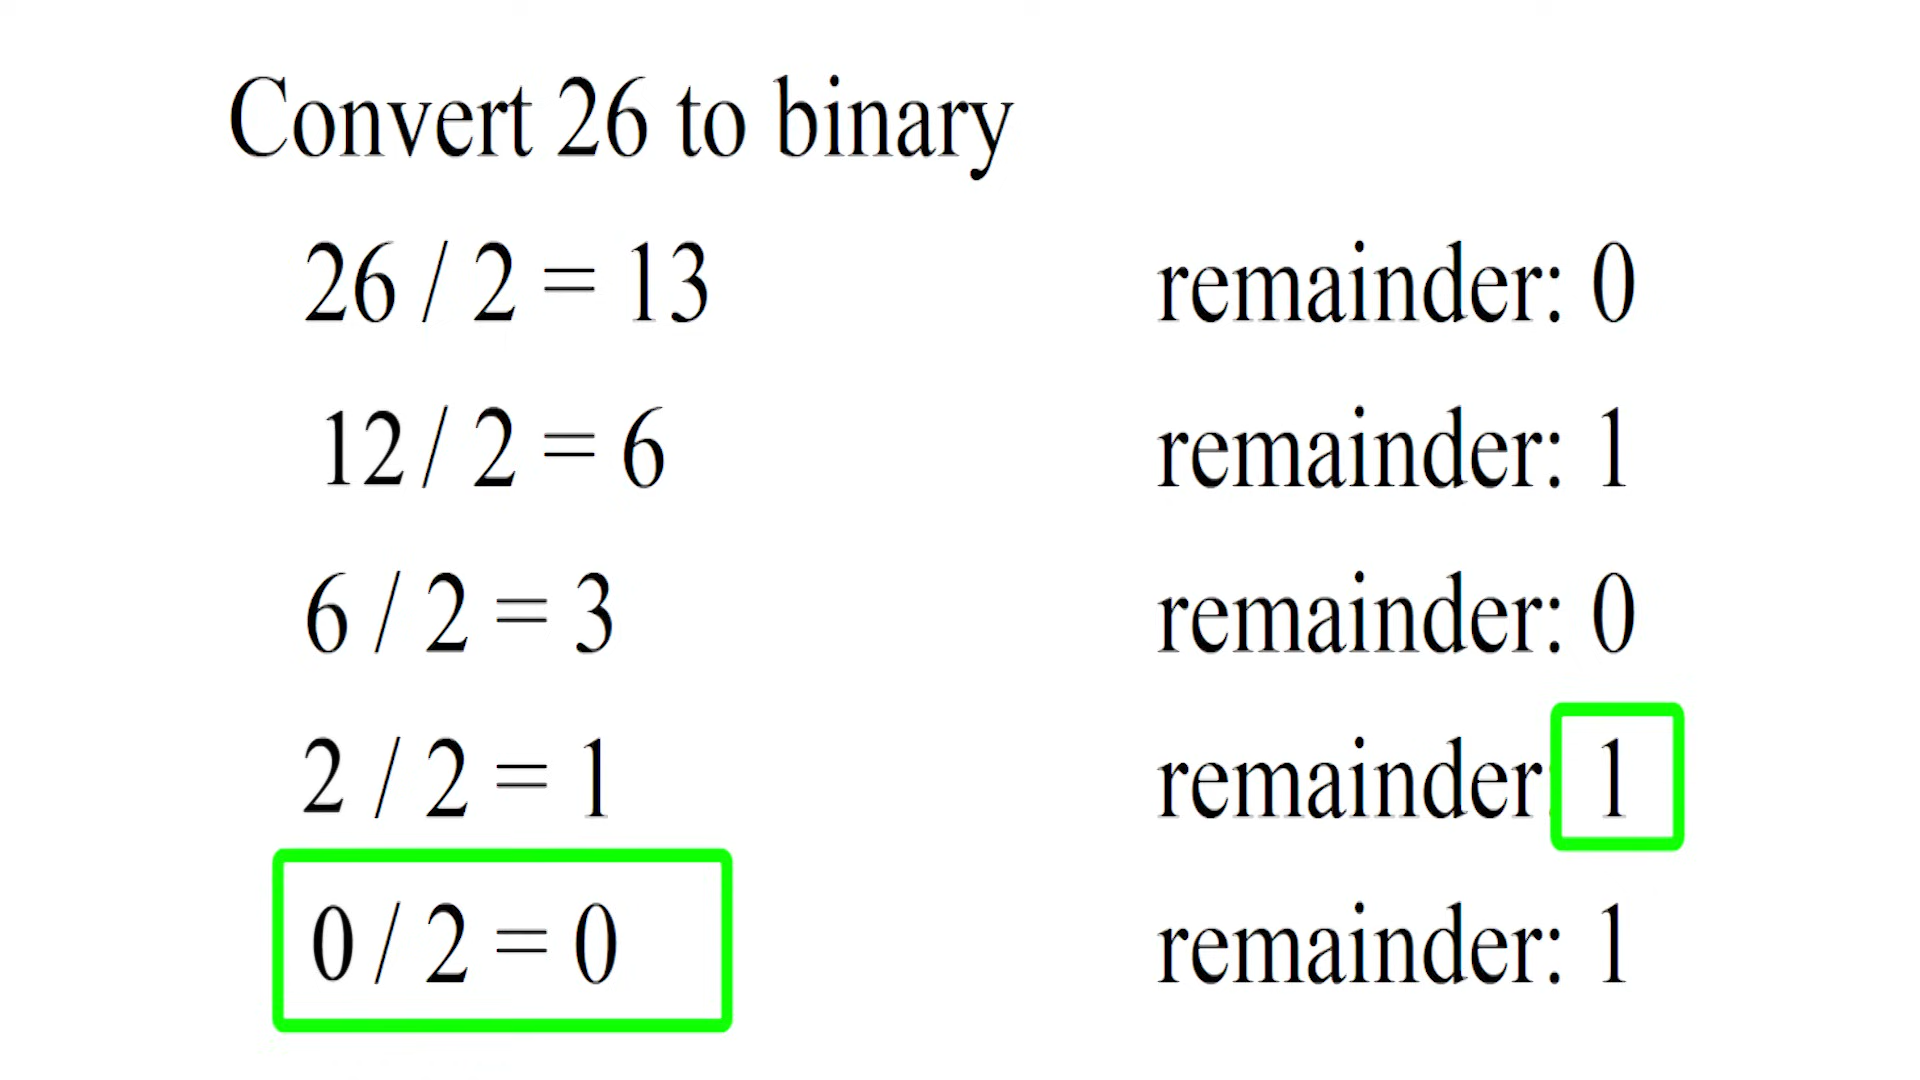 Convert 26 to binary
26 / 2 = 13 remainder: 0
12 / 2 = 6 remainder: 1
6 / 2 = 3 remainder: 0
2 / 2 = 1 remainder: 1
0 / 2 = 0 remainder: 1